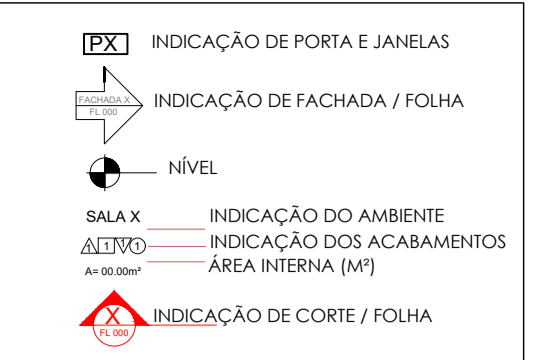 PX INDICAÇÃO DE PORTA E JANELAS
FACHADA X
FL 000
INDICAÇÃO DE FACHADA / FOLHA
NÍVEL
SALA X INDICAÇÃO DO AMBIENTE
1 1 1 1 INDICAÇÃO DOS ACABAMENTOS
A= 00.00m² ÁREA INTERNA (M²)
X
FL 000
INDICAÇÃO DE CORTE / FOLHA